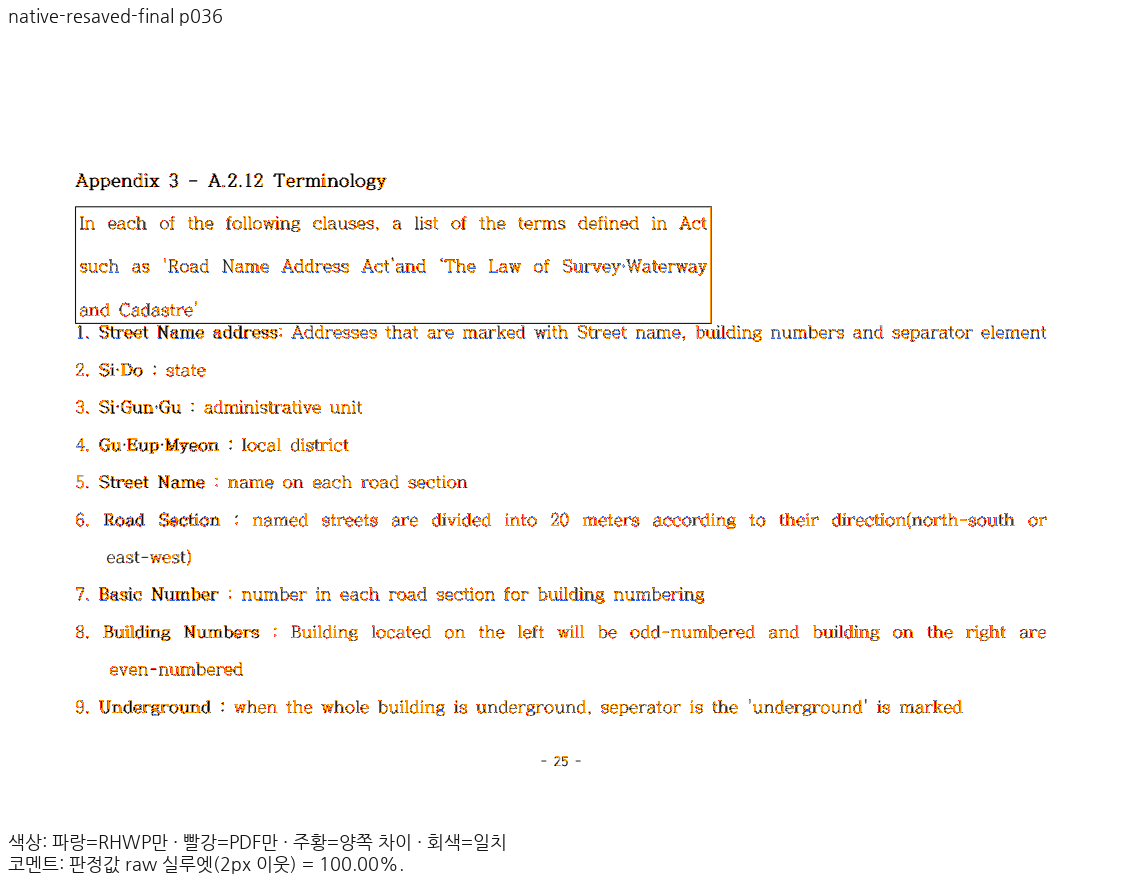 native-resaved-final p036
Appendix 3 - A.2.12 Terminology
In each of the following clauses, a list of the terms defined in Act
such as 'Road Name Address Act'and 'The Law of Survey·Waterway
and Cadastre'
1. Street Name address: Addresses that are marked with Street name, building numbers and separator element
2. Si·Do : state
3. Si·Gun·Gu : administrative unit
4. Gu·Eup·Myeon : local district
5. Street Name : name on each road section
6. Road Section : named streets are divided into 20 meters according to their direction(north-south or
east-west)
7. Basic Number : number in each road section for building numbering
8. Building Numbers : Building located on the left will be odd-numbered and building on the right are
even-numbered
9. Underground : when the whole building is underground, seperator is the 'underground' is marked
- 25 -
색상: 파랑=RHWP만 · 빨강=PDF만 · 주황=양쪽 차이 · 회색=일치
코멘트: 판정값 raw 실루엣(2px 이웃) = 100.00%.